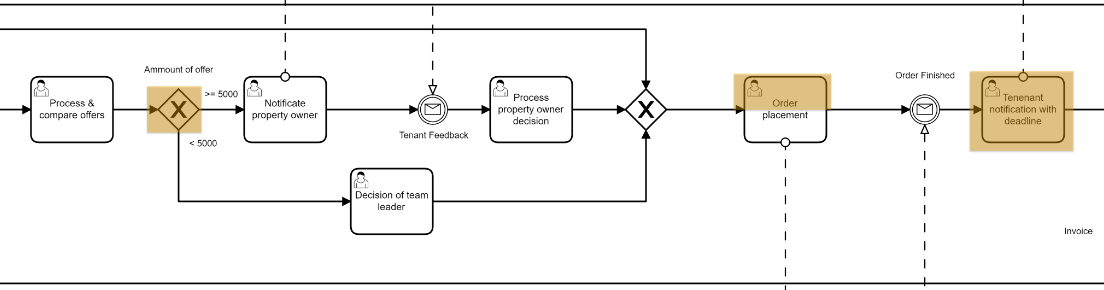 Ammount of offer
Process &
compare offers
>= 5000
< 5000
Notificate
property owner
Tenant Feedback
Process
property owner
decision
Decision of team
leader
Order
placement
Order Finished
Tenenant
notification with
deadline
Invoice